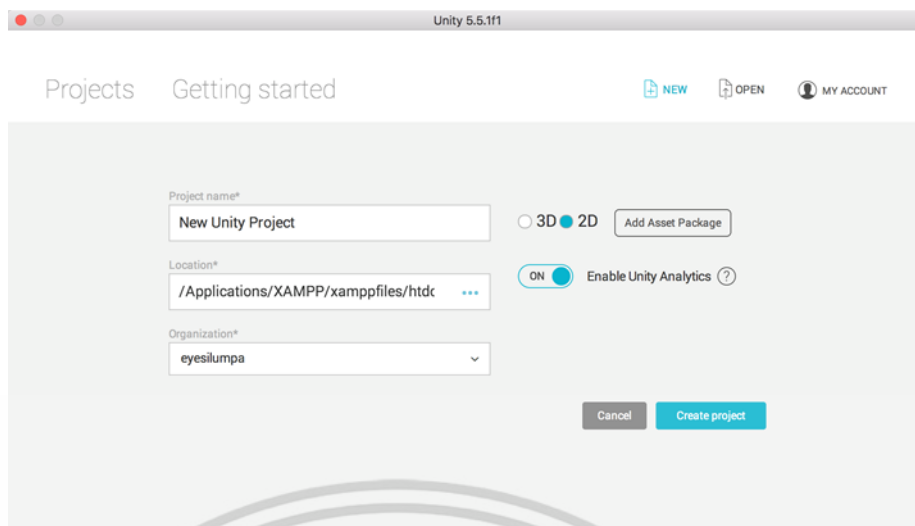 Unity 5.5.1f1
Projects Getting started NEW OPEN MY ACCOUNT
Project name*
New Unity Project 3D 2D Add Asset Package
Location*
/Applications/XAMPP/xamppfiles/htdc ON Enable Unity Analytics ?
Organization*
eyesilumpa
Cancel Create project